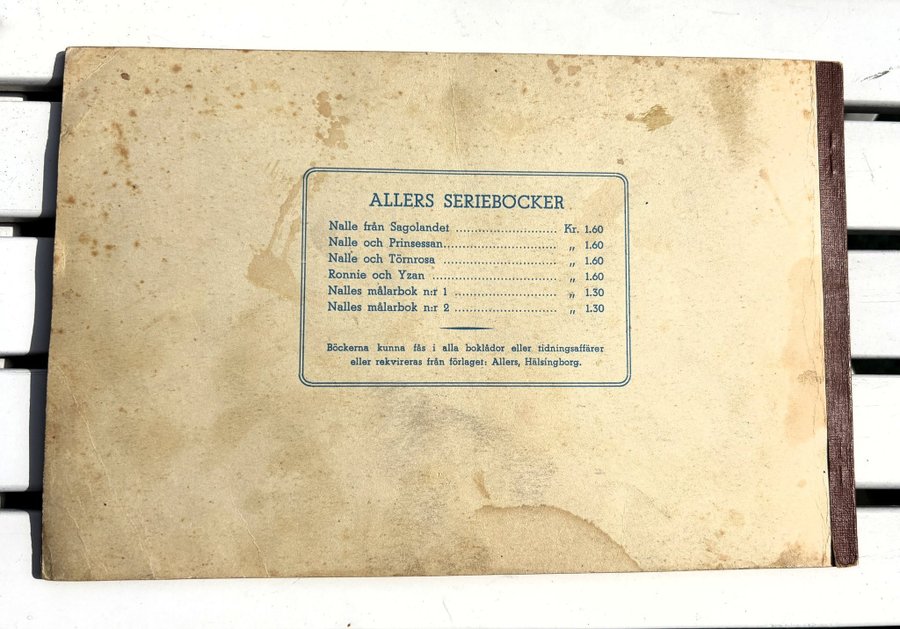 ALLERS SERIEBÖCKER
Nalle från Sagolandet ........................... Kr. 1.60
Nalle och Prinsessan.............................. „ 1.60
Nalle och Törnrosa ................................ „ 1.60
Ronnie och Yzan ................................. „ 1.60
Nalles målarbok n:r 1 ........................... „ 1.30
Nalles målarbok n:r 2 ........................... „ 1.30
Böckerna kunna fås i alla boklådor eller tidningsaffärer
eller rekvireras från förlaget: Allers, Hälsingborg.